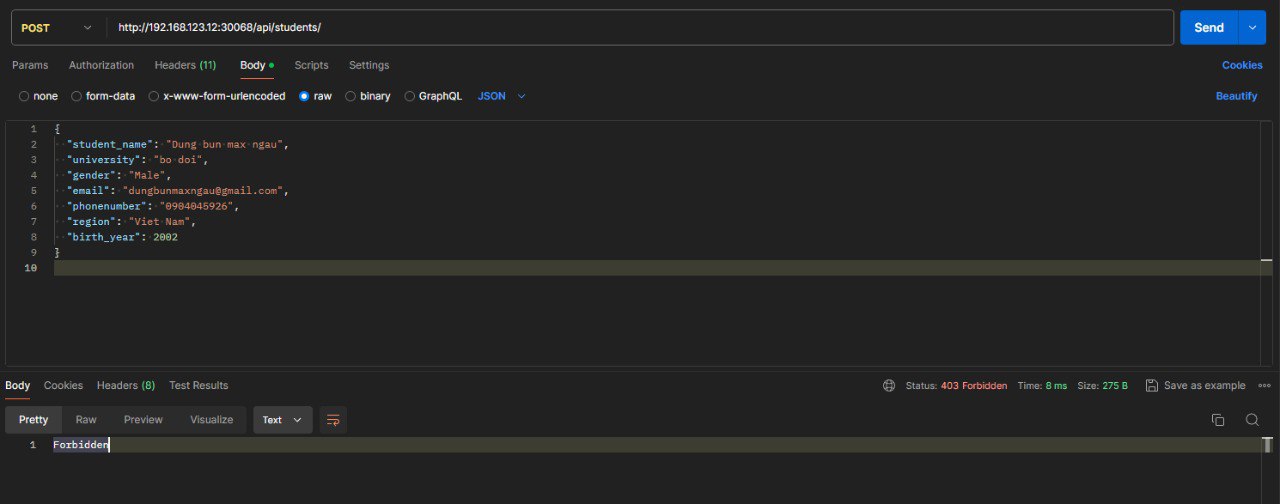 POST http://192.168.123.12:30068/api/students/ Send
Params Authorization Headers (11) Body Scripts Settings Cookies
none form-data x-www-form-urlencoded raw binary GraphQL JSON Beautify
1 {
2 "student_name": "Dung bun max ngau",
3 "university": "bo doi",
4 "gender": "Male",
5 "email": "dungbunmaxngau@gmail.com",
6 "phonenumber": "0904045926",
7 "region": "Viet Nam",
8 "birth_year": 2002
9 }
10
Body Cookies Headers (8) Test Results Status: 403 Forbidden Time: 8 ms Size: 275 B Save as example
Pretty Raw Preview Visualize Text
1 Forbidden